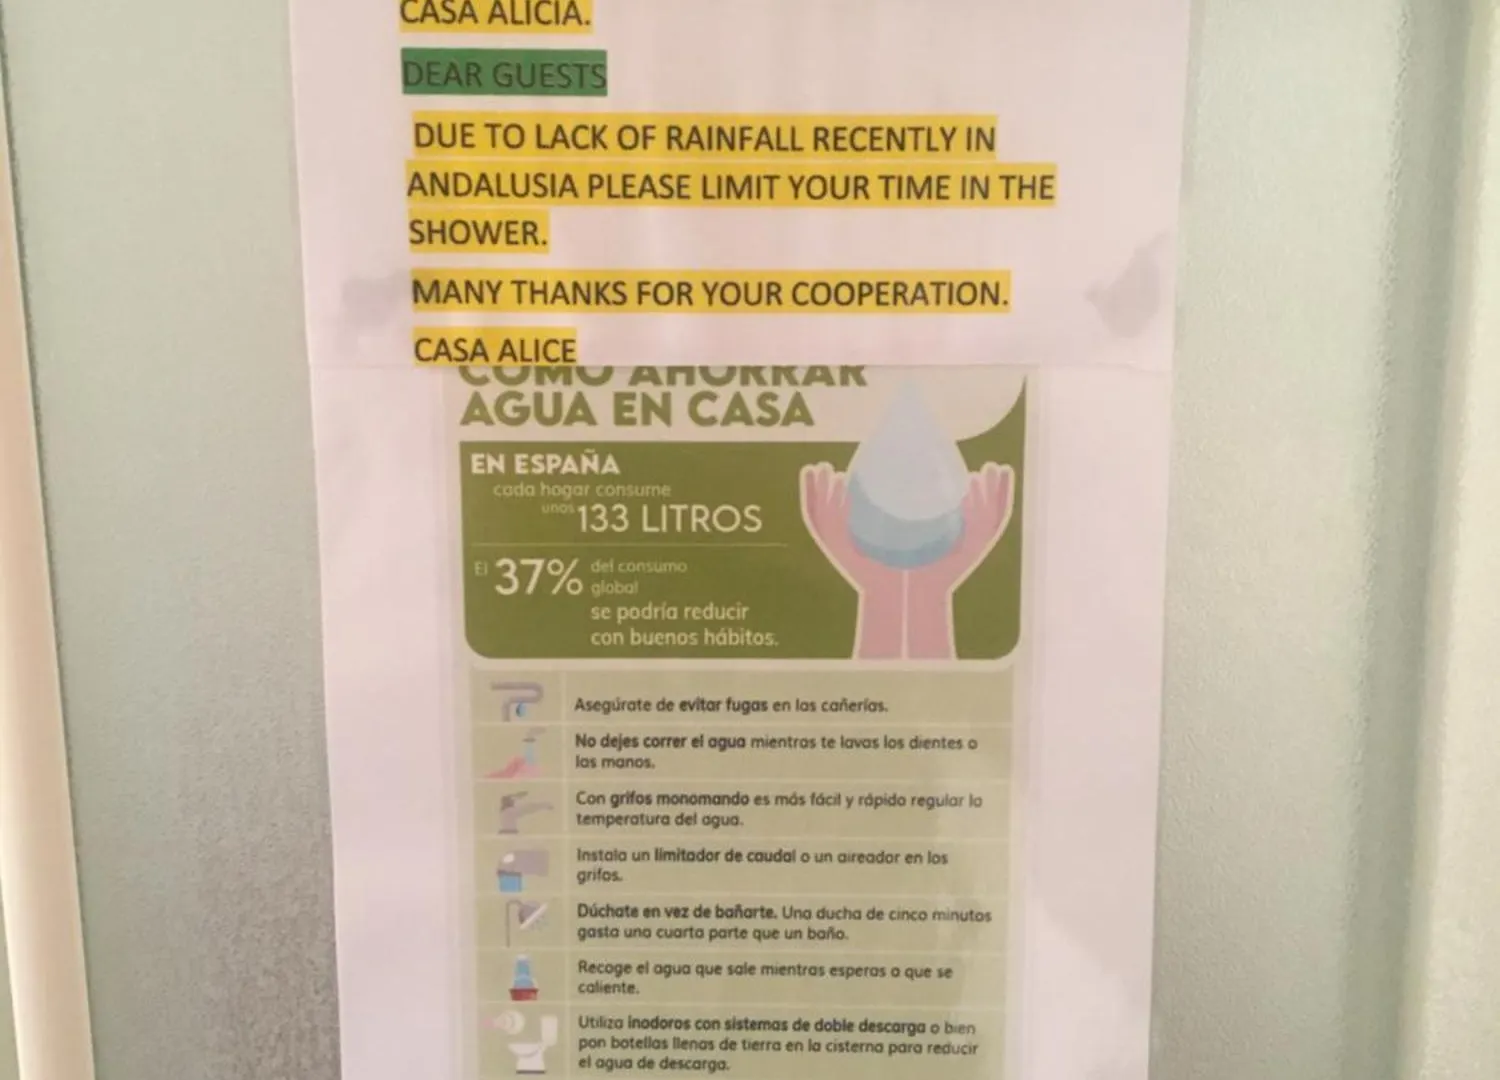 CASA ALICIA.
DEAR GUESTS
DUE TO LACK OF RAINFALL RECENTLY IN
ANDALUSIA PLEASE LIMIT YOUR TIME IN THE
SHOWER.
MANY THANKS FOR YOUR COOPERATION.
CASA ALICE
COMO AHORRAR
AGUA EN CASA
EN ESPAÑA
cada hogar consume
unos 133 LITROS
El 37% del consumo
global
se podría reducir
con buenos hábitos.
Asegúrate de evitar fugas en las cañerías.
No dejes correr el agua mientras te lavas los dientes o
las manos.
Con grifos monomando es más fácil y rápido regular la
temperatura del agua.
Instala un limitador de caudal o un aireador en los
grifos.
Dúchate en vez de bañarte. Una ducha de cinco minutos
gasta una cuarta parte que un baño.
Recoge el agua que sale mientras esperas a que se
caliente.
Utiliza inodoros con sistemas de doble descarga o bien
pon botellas llenas de tierra en la cisterna para reducir
el agua de descarga.